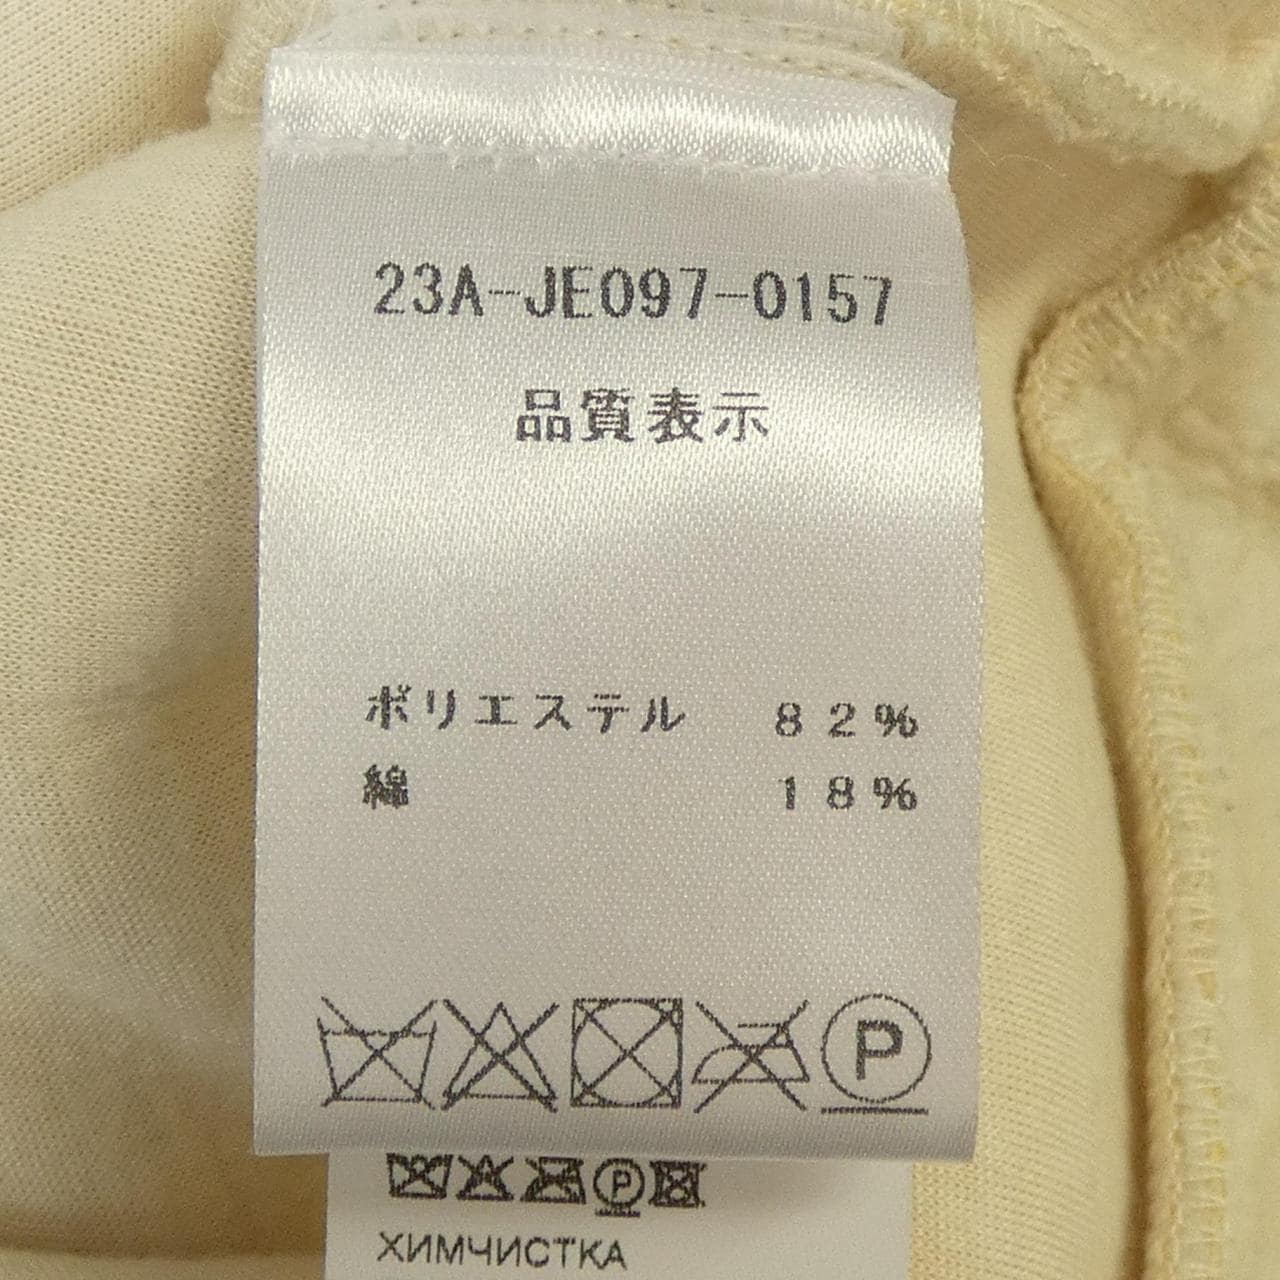 23A-JE097-0157
品質表示
ポリエステル 82%
綿 18%
P
P
ХИМЧИСТКА